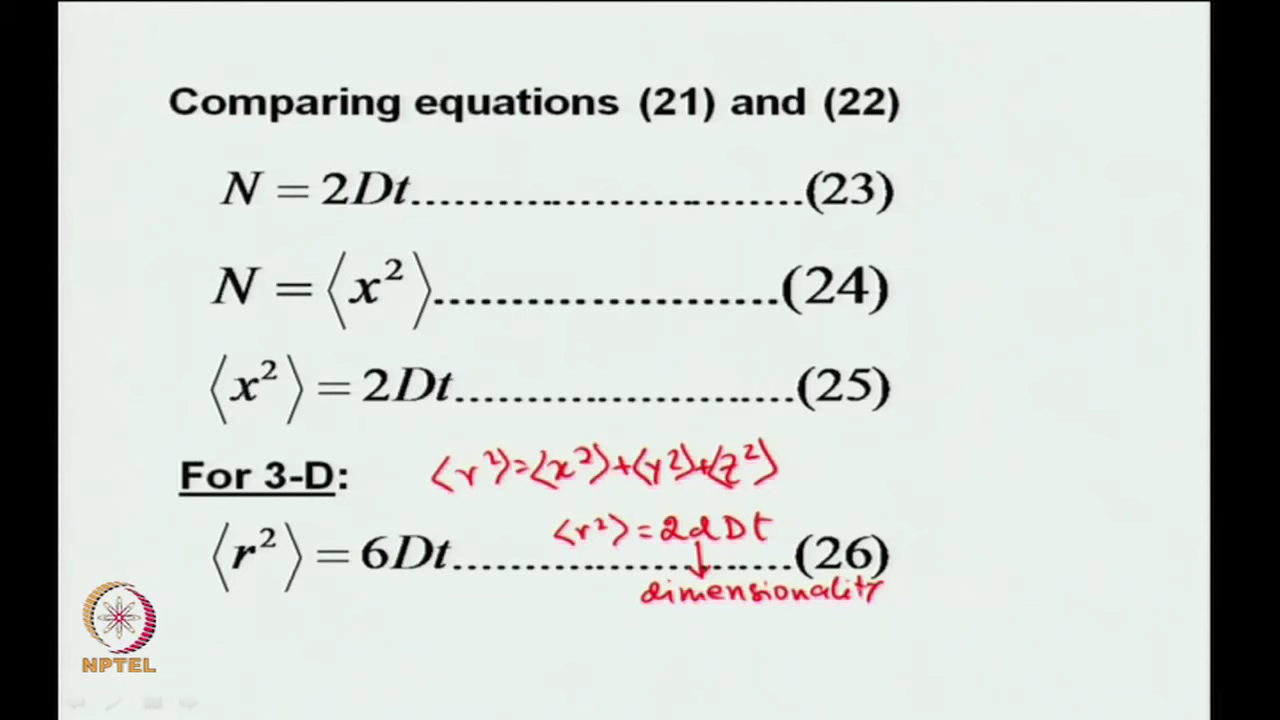 Comparing equations (21) and (22)
N = 2Dt.................................(23)
N = ⟨x²⟩.........................(24)
⟨x²⟩ = 2Dt.........................(25)
For 3-D: ⟨r²⟩=⟨x²⟩+⟨y²⟩+⟨z²⟩
⟨r²⟩ = 2dDt
⟨r²⟩ = 6Dt.........................(26)
dimensionality
NPTEL